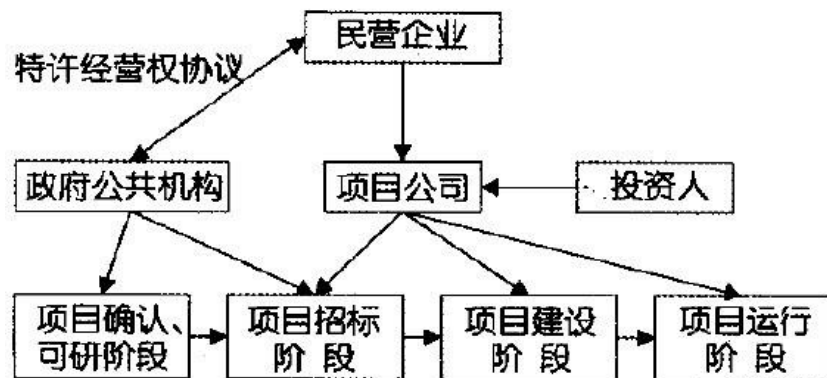 民营企业
特许经营权协议
政府公共机构
项目公司
投资人
项目确认、
可研阶段
项目招标
阶 段
项目建设
阶 段
项目运行
阶 段